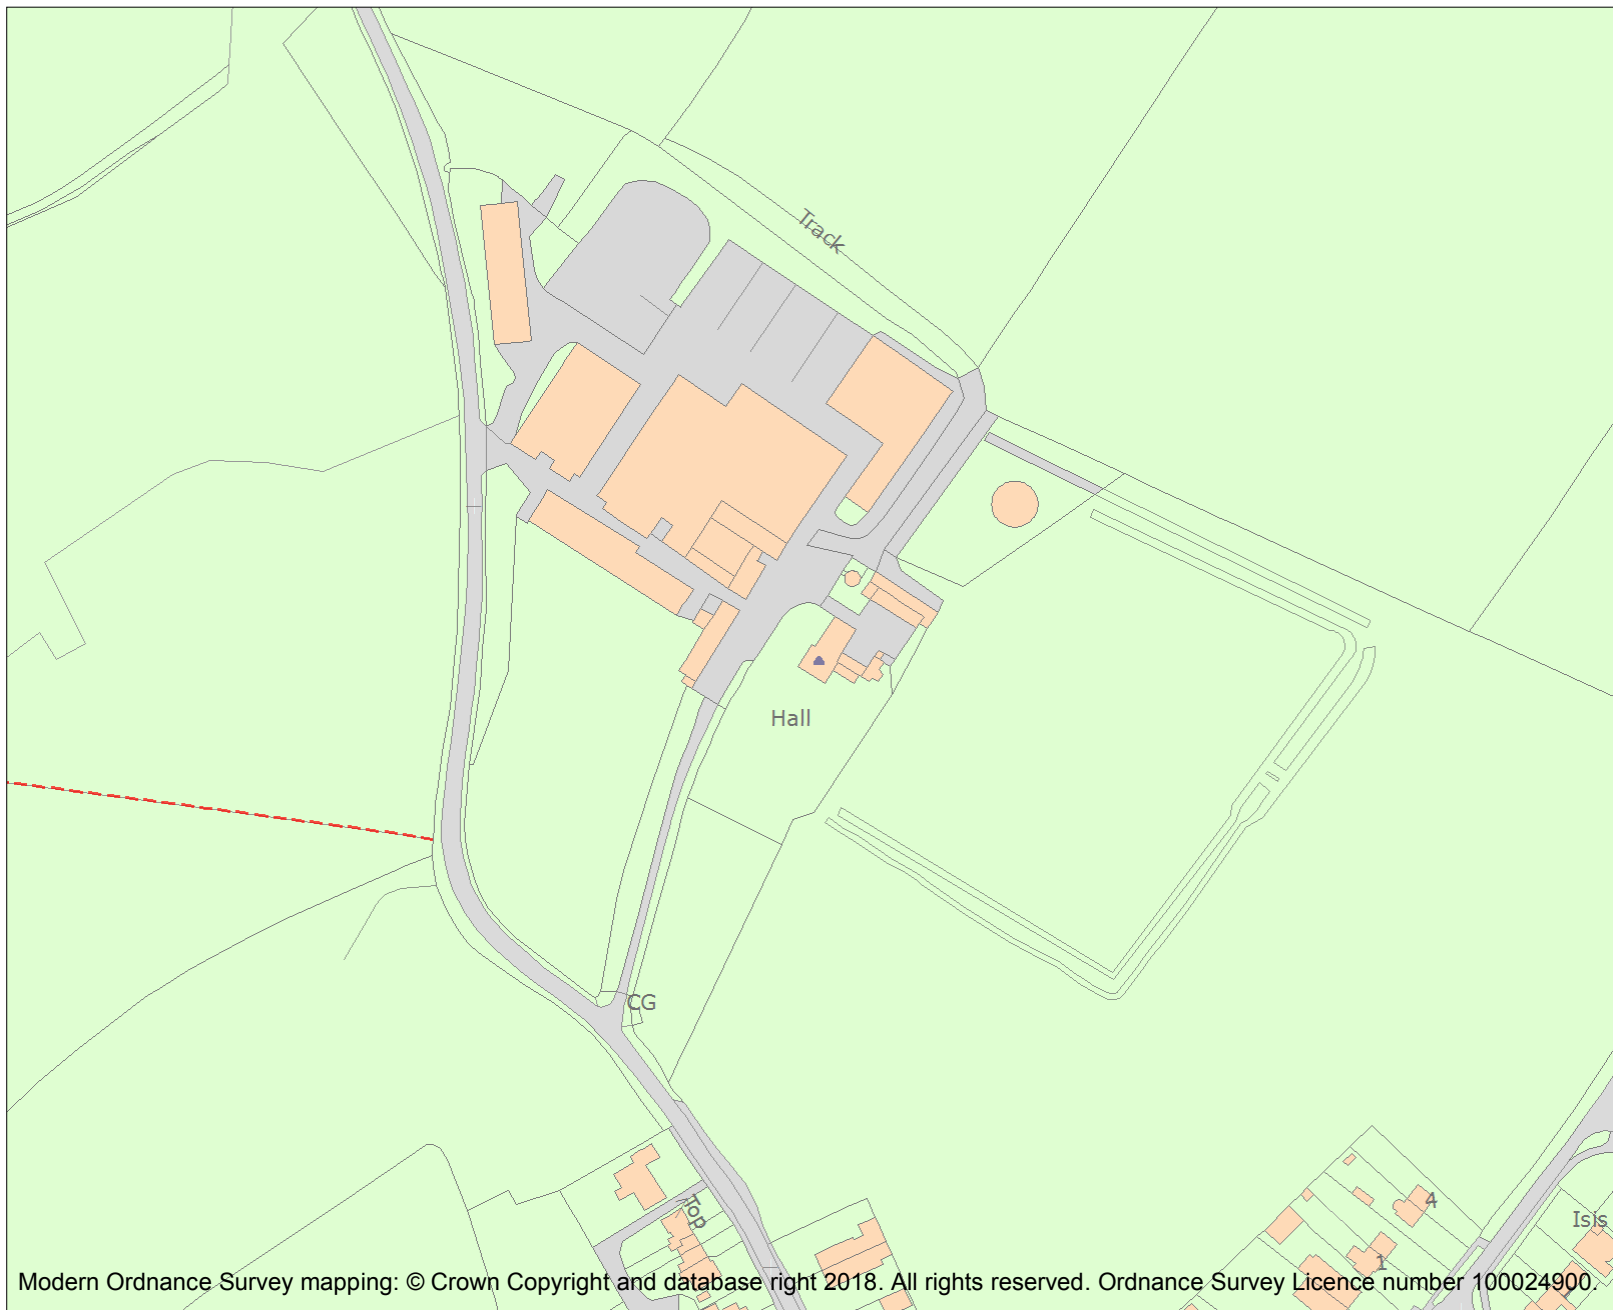 Track
Hall
CG
Top
4
Isis
1
Modern Ordnance Survey mapping: © Crown Copyright and database right 2018. All rights reserved. Ordnance Survey Licence number 100024900.